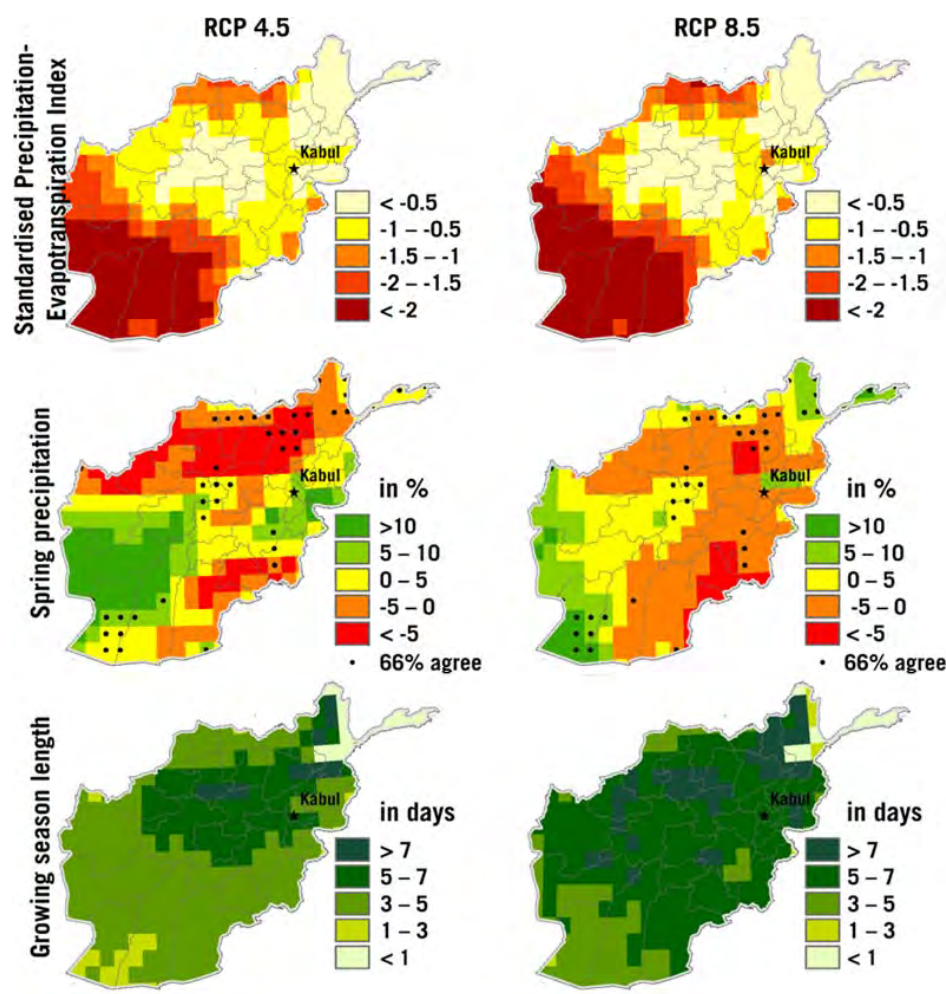 RCP 4.5
RCP 8.5
Standardised Precipitation-
Evapotranspiration Index
Kabul
< -0.5
-1 – -0.5
-1.5 – -1
-2 – -1.5
< -2
Kabul
< -0.5
-1 – -0.5
-1.5 – -1
-2 – -1.5
< -2
Spring precipitation
Kabul
in %
>10
5 – 10
0 – 5
-5 – 0
< -5
66% agree
Kabul
in %
>10
5 – 10
0 – 5
-5 – 0
< -5
66% agree
Growing season length
Kabul
in days
> 7
5 – 7
3 – 5
1 – 3
< 1
Kabul
in days
> 7
5 – 7
3 – 5
1 – 3
< 1